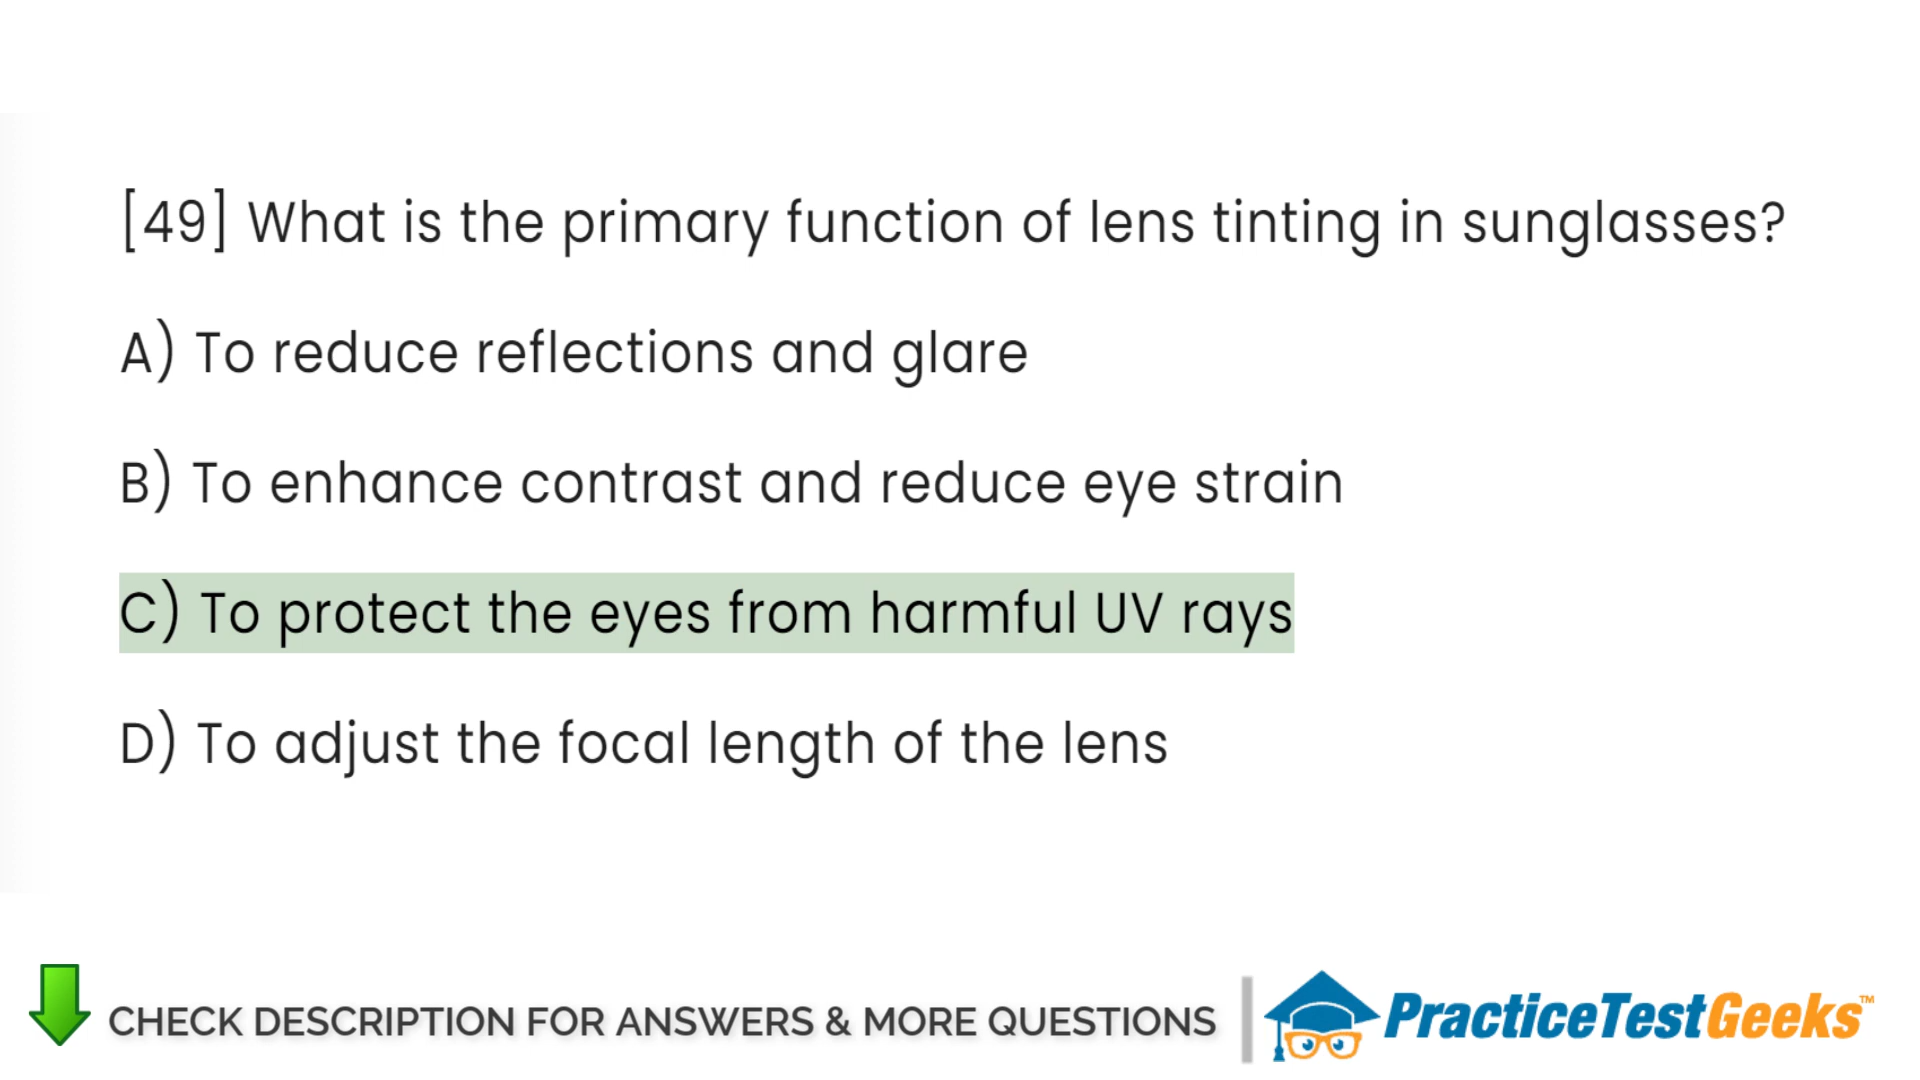 [49] What is the primary function of lens tinting in sunglasses?
A) To reduce reflections and glare
B) To enhance contrast and reduce eye strain
C) To protect the eyes from harmful UV rays
D) To adjust the focal length of the lens
CHECK DESCRIPTION FOR ANSWERS & MORE QUESTIONS
PracticeTestGeeks™